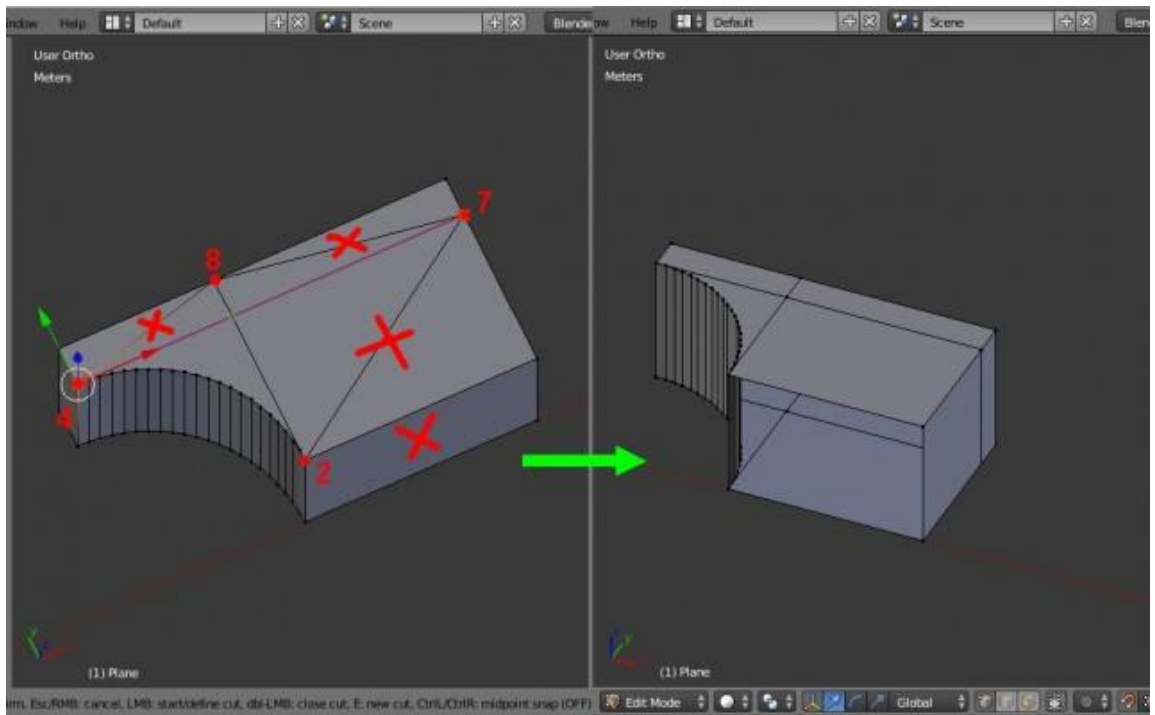 ndow Help Default Scene Blende
User Ortho
Meters
7
8
4
2
(1) Plane
irm, Esc/RMB: cancel, LMB: start/define cut, dbl-LMB: close cut, E: new cut, Ctrl: midpoint snap (OFF)
ow Help Default Scene Blen
User Ortho
Meters
(1) Plane
Edit Mode Global